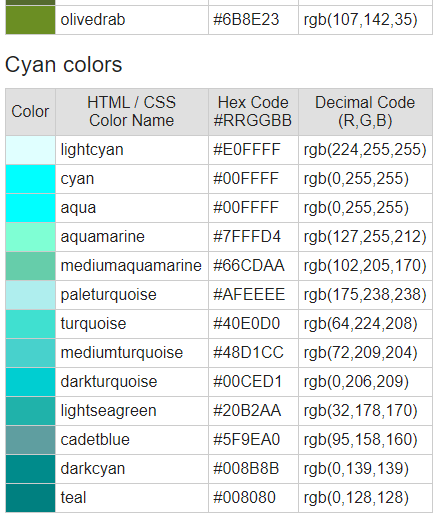 olivedrab #6B8E23 rgb(107,142,35)
Cyan colors
Color HTML / CSS Color Name Hex Code #RRGGBB Decimal Code (R,G,B)
lightcyan #E0FFFF rgb(224,255,255)
cyan #00FFFF rgb(0,255,255)
aqua #00FFFF rgb(0,255,255)
aquamarine #7FFFD4 rgb(127,255,212)
mediumaquamarine #66CDAA rgb(102,205,170)
paleturquoise #AFEEEE rgb(175,238,238)
turquoise #40E0D0 rgb(64,224,208)
mediumturquoise #48D1CC rgb(72,209,204)
darkturquoise #00CED1 rgb(0,206,209)
lightseagreen #20B2AA rgb(32,178,170)
cadetblue #5F9EA0 rgb(95,158,160)
darkcyan #008B8B rgb(0,139,139)
teal #008080 rgb(0,128,128)